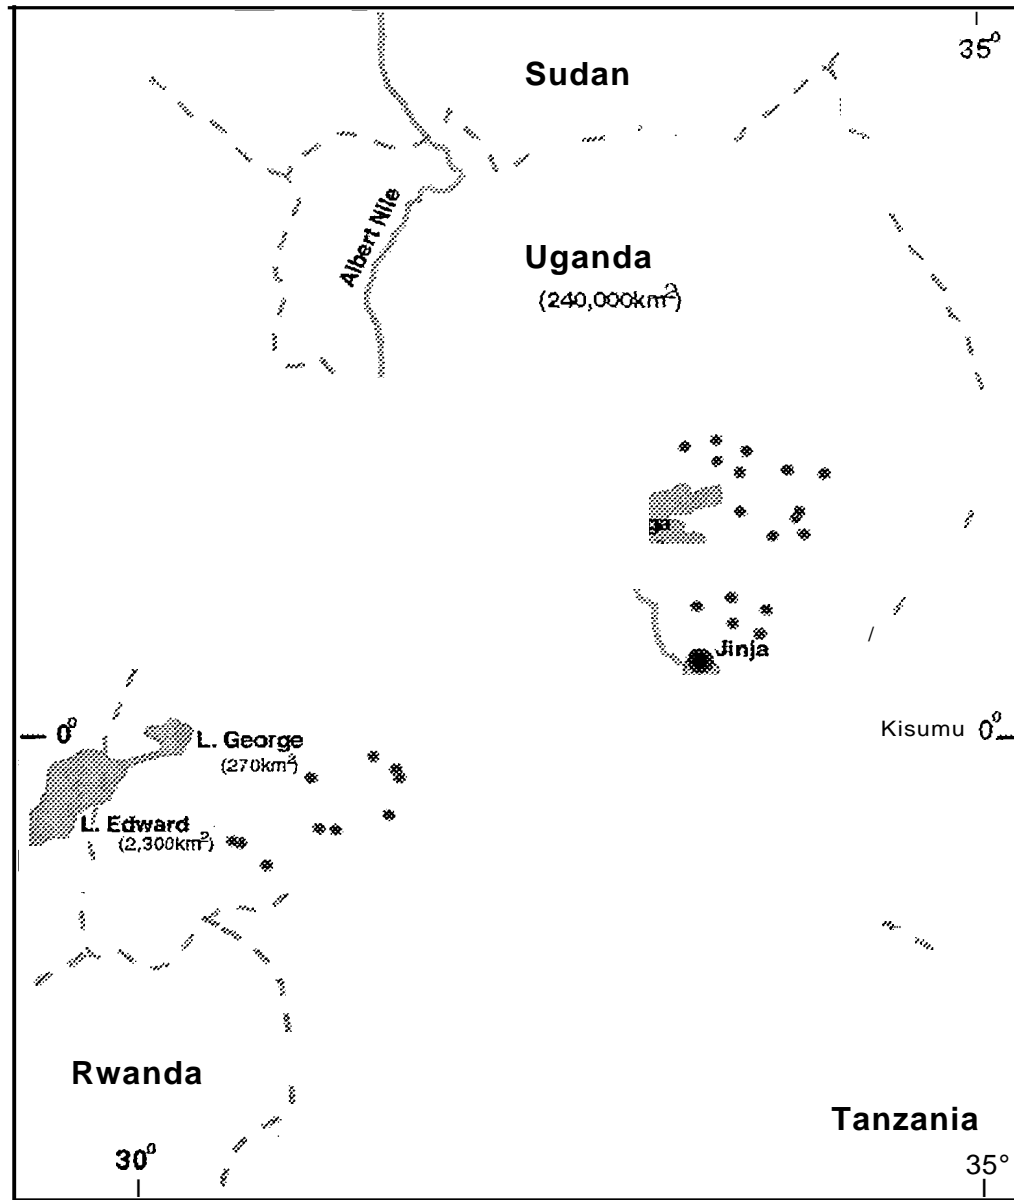 35°
Sudan
Albert Nile
Uganda
(240,000km²)
ga
Jinja
0°
L. George
(270km²)
Kisumu 0°
L. Edward
(2,300km²)
Rwanda
Tanzania
30°
35°